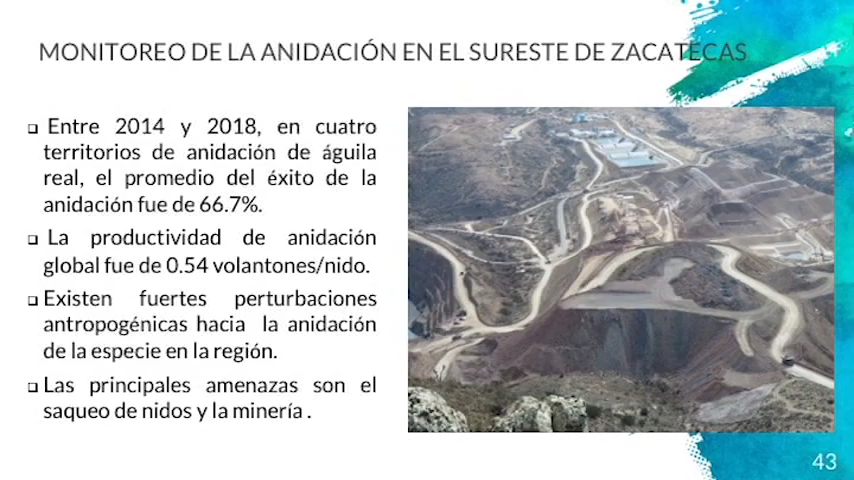 MONITOREO DE LA ANIDACIÓN EN EL SURESTE DE ZACATECAS
❑ Entre 2014 y 2018, en cuatro
territorios de anidación de águila
real, el promedio del éxito de la
anidación fue de 66.7%.
❑ La productividad de anidación
global fue de 0.54 volantones/nido.
❑ Existen fuertes perturbaciones
antropogénicas hacia la anidación
de la especie en la región.
❑ Las principales amenazas son el
saqueo de nidos y la minería .
43